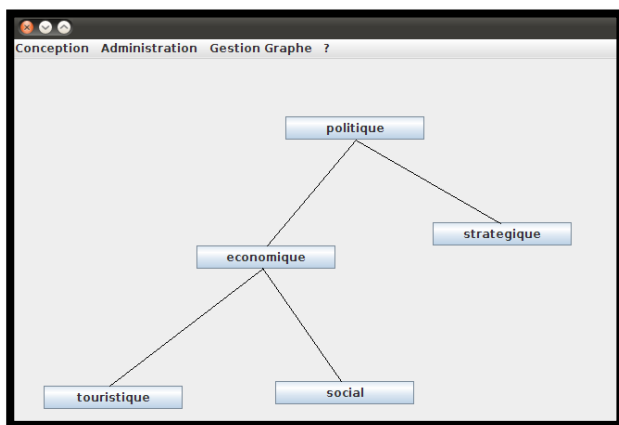 Conception Administration Gestion Graphe ?
politique
strategique
economique
touristique
social